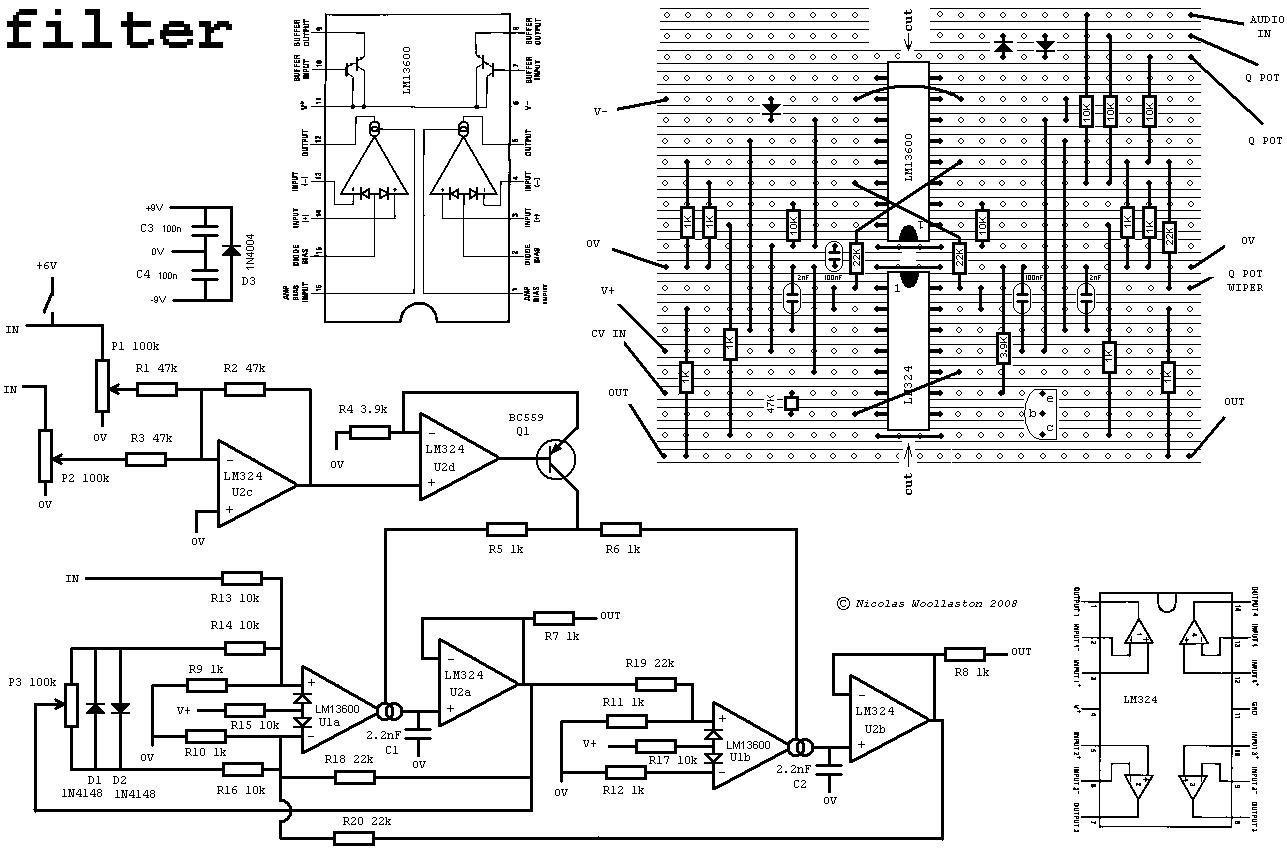 filter
BUFFER OUTPUT
9
BUFFER INPUT
10
V+
11
OUTPUT
12
INPUT (-)
13
INPUT (+)
14
DIODE BIAS
15
AMP BIAS INPUT
16
LM13600
BUFFER OUTPUT
8
BUFFER INPUT
7
V-
6
OUTPUT
5
INPUT (-)
4
INPUT (+)
3
DIODE BIAS
2
AMP BIAS INPUT
1
cut
AUDIO IN
Q POT
Q POT
V-
0V
V+
CV IN
OUT
0V
Q POT WIPER
OUT
LM13600
1
1
LM324
10K
10K
10K
1K
1K
10K
22K
22K
10K
1K
1K
22K
100nF
2nF
100nF
2nF
1K
1K
3.9K
1K
1K
47K
e
b
c
cut
+9V
C3 100n
0V
C4 100n
-9V
1N4004
D3
+6V
IN
P1 100k
R1 47k
R2 47k
0V
IN
R3 47k
P2 100k
0V
LM324
U2c
-
+
0V
R4 3.9k
0V
LM324
U2d
-
+
BC559
Q1
R5 1k
R6 1k
IN
R13 10k
R14 10k
R9 1k
P3 100k
V+
R15 10k
0V
R10 1k
D1
1N4148
D2
1N4148
R16 10k
LM13600
U1a
+
-
R18 22k
R20 22k
2.2nF
C1
0V
LM324
U2a
-
+
R7 1k
OUT
R19 22k
R11 1k
V+
R17 10k
0V
R12 1k
LM13600
U1b
+
-
2.2nF
C2
0V
LM324
U2b
-
+
R8 1k
OUT
© Nicolas Woollaston 2008
OUTPUT1
1
INPUT1-
2
INPUT1+
3
V+
4
INPUT2+
5
INPUT2-
6
OUTPUT2
7
LM324
1
4
2
3
OUTPUT4
14
INPUT4-
13
INPUT4+
12
GND
11
INPUT3+
10
INPUT3-
9
OUTPUT3
8